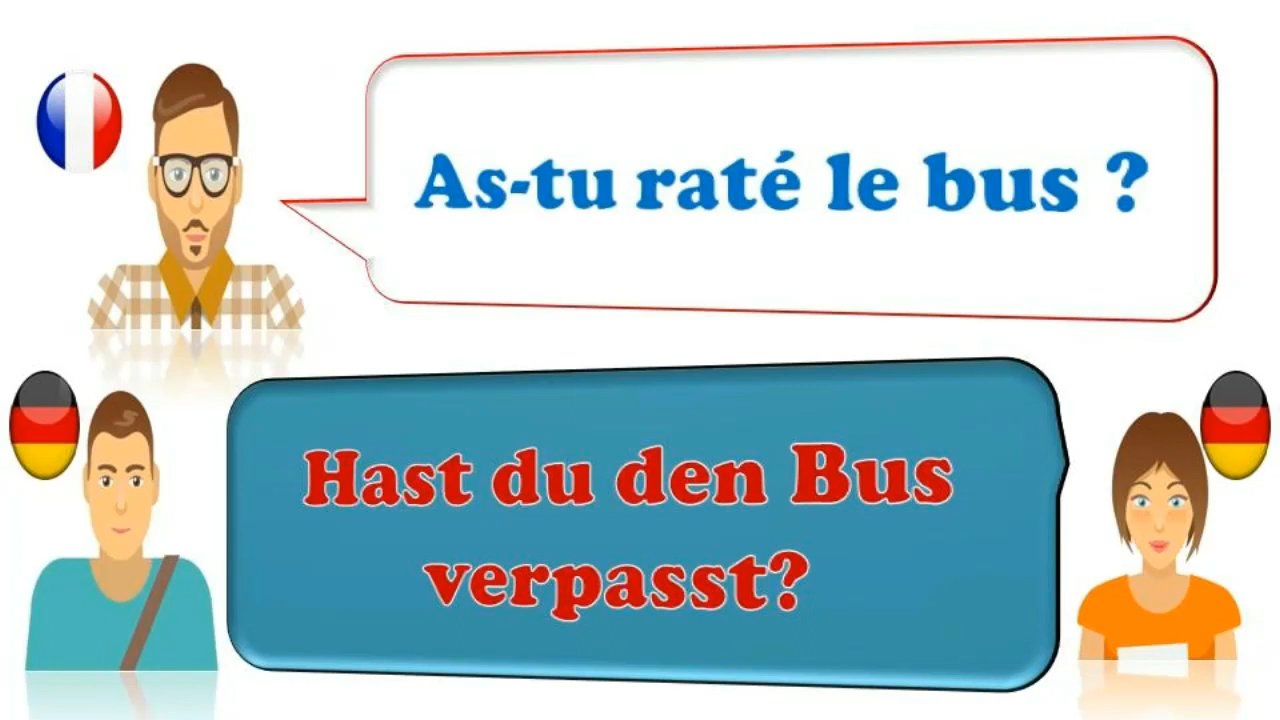 As-tu raté le bus ?
Hast du den Bus
verpasst?